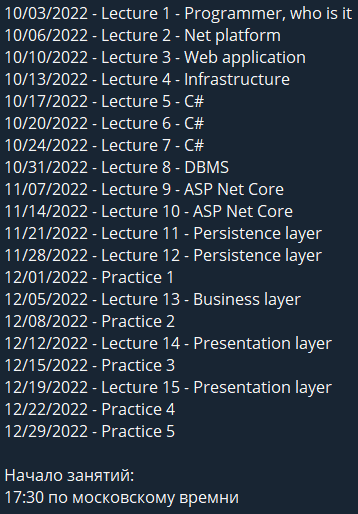 10/03/2022 - Lecture 1 - Programmer, who is it
10/06/2022 - Lecture 2 - Net platform
10/10/2022 - Lecture 3 - Web application
10/13/2022 - Lecture 4 - Infrastructure
10/17/2022 - Lecture 5 - C#
10/20/2022 - Lecture 6 - C#
10/24/2022 - Lecture 7 - C#
10/31/2022 - Lecture 8 - DBMS
11/07/2022 - Lecture 9 - ASP Net Core
11/14/2022 - Lecture 10 - ASP Net Core
11/21/2022 - Lecture 11 - Persistence layer
11/28/2022 - Lecture 12 - Persistence layer
12/01/2022 - Practice 1
12/05/2022 - Lecture 13 - Business layer
12/08/2022 - Practice 2
12/12/2022 - Lecture 14 - Presentation layer
12/15/2022 - Practice 3
12/19/2022 - Lecture 15 - Presentation layer
12/22/2022 - Practice 4
12/29/2022 - Practice 5
Начало занятий:
17:30 по московскому времни